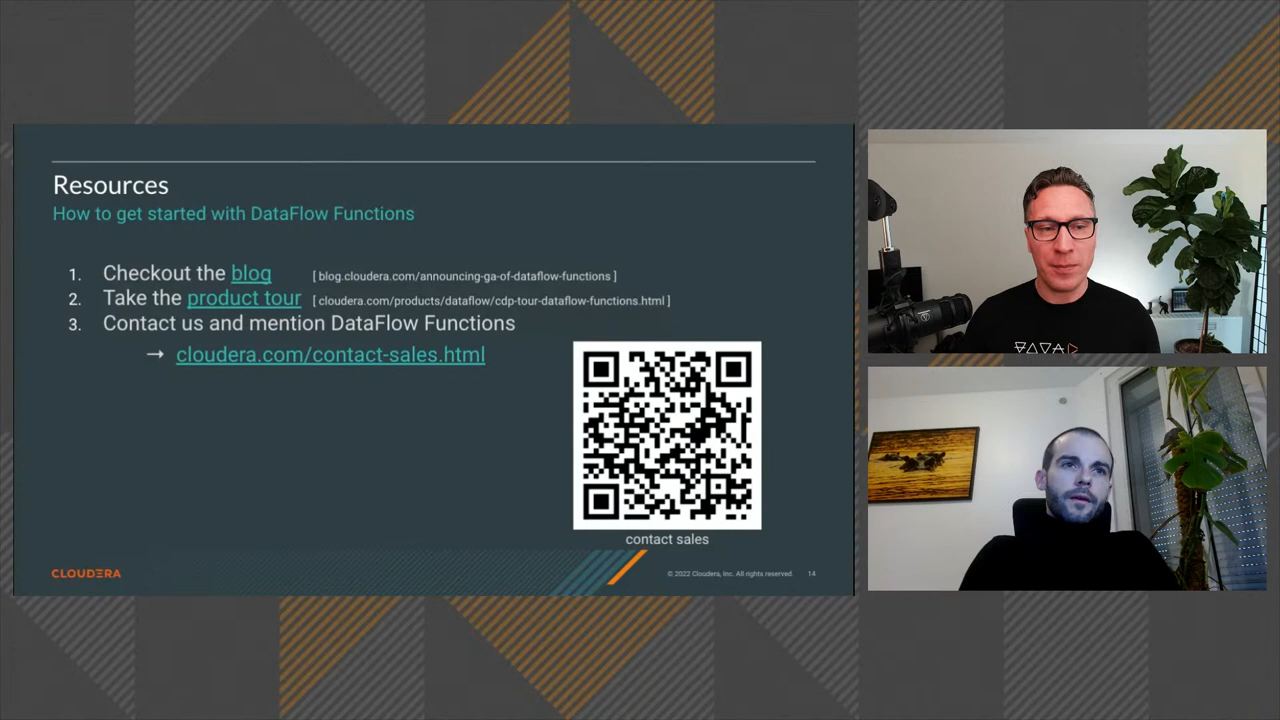 Resources
How to get started with DataFlow Functions
1. Checkout the blog [ blog.cloudera.com/announcing-ga-of-dataflow-functions ]
2. Take the product tour [ cloudera.com/products/dataflow/cdp-tour-dataflow-functions.html ]
3. Contact us and mention DataFlow Functions
→ cloudera.com/contact-sales.html
contact sales
CLOUDERA
© 2022 Cloudera, Inc. All rights reserved. 14